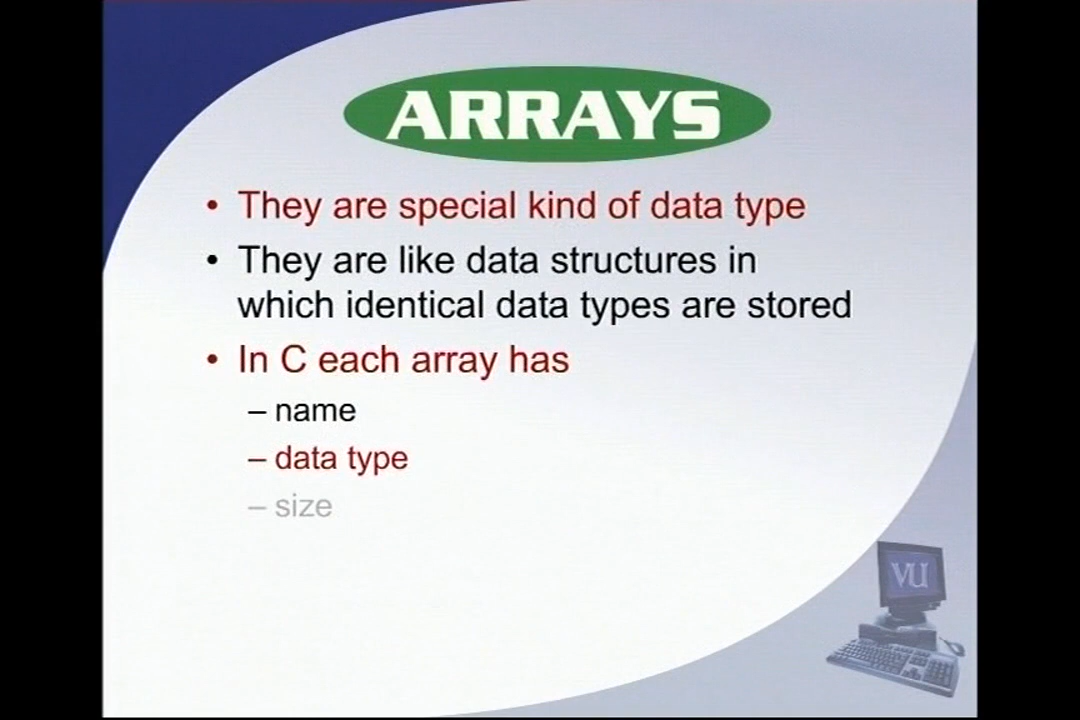 ARRAYS
• They are special kind of data type
• They are like data structures in
which identical data types are stored
• In C each array has
– name
– data type
– size
VU